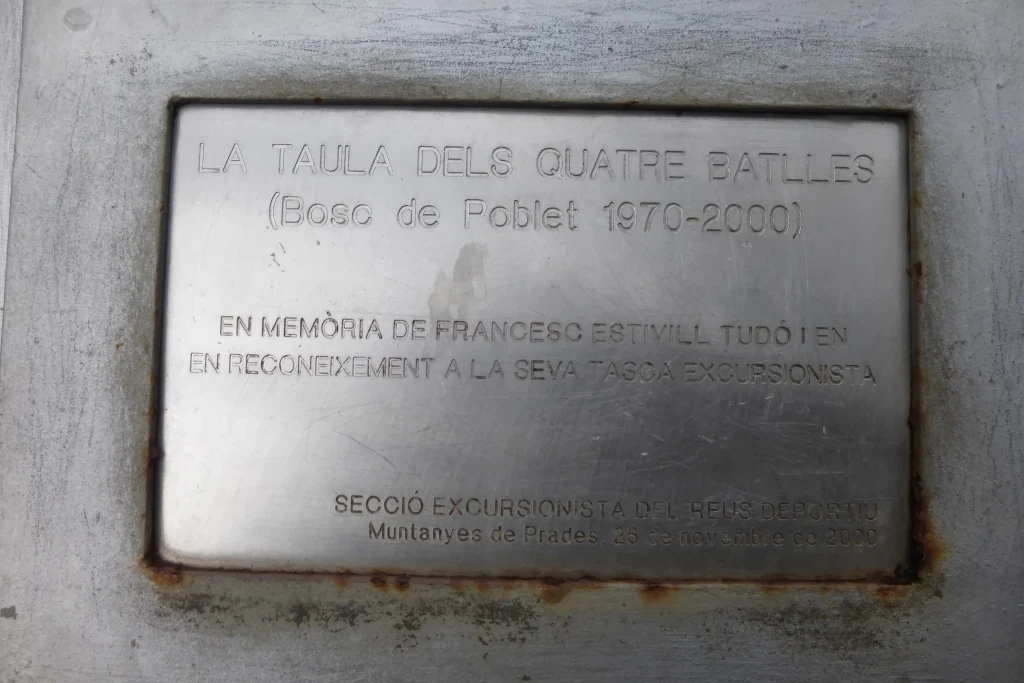 LA TAULA DELS QUATRE BATLLES
(Bosc de Poblet 1970-2000)
EN MEMÒRIA DE FRANCESC ESTIVILL TUDÓ I EN
EN RECONEIXEMENT A LA SEVA TASCA EXCURSIONISTA
SECCIÓ EXCURSIONISTA DEL REUS DEPORTIU
Muntanyes de Prades, 26 de novembre de 2000